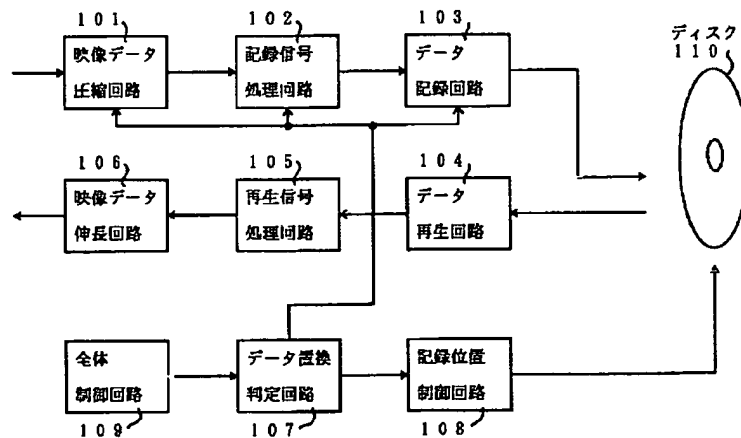 101
映像データ
圧縮回路
102
記録信号
処理回路
103
データ
記録回路
ディスク
110
106
映像データ
伸長回路
105
再生信号
処理回路
104
データ
再生回路
全体
制御回路
109
データ置換
判定回路
107
記録位置
制御回路
108